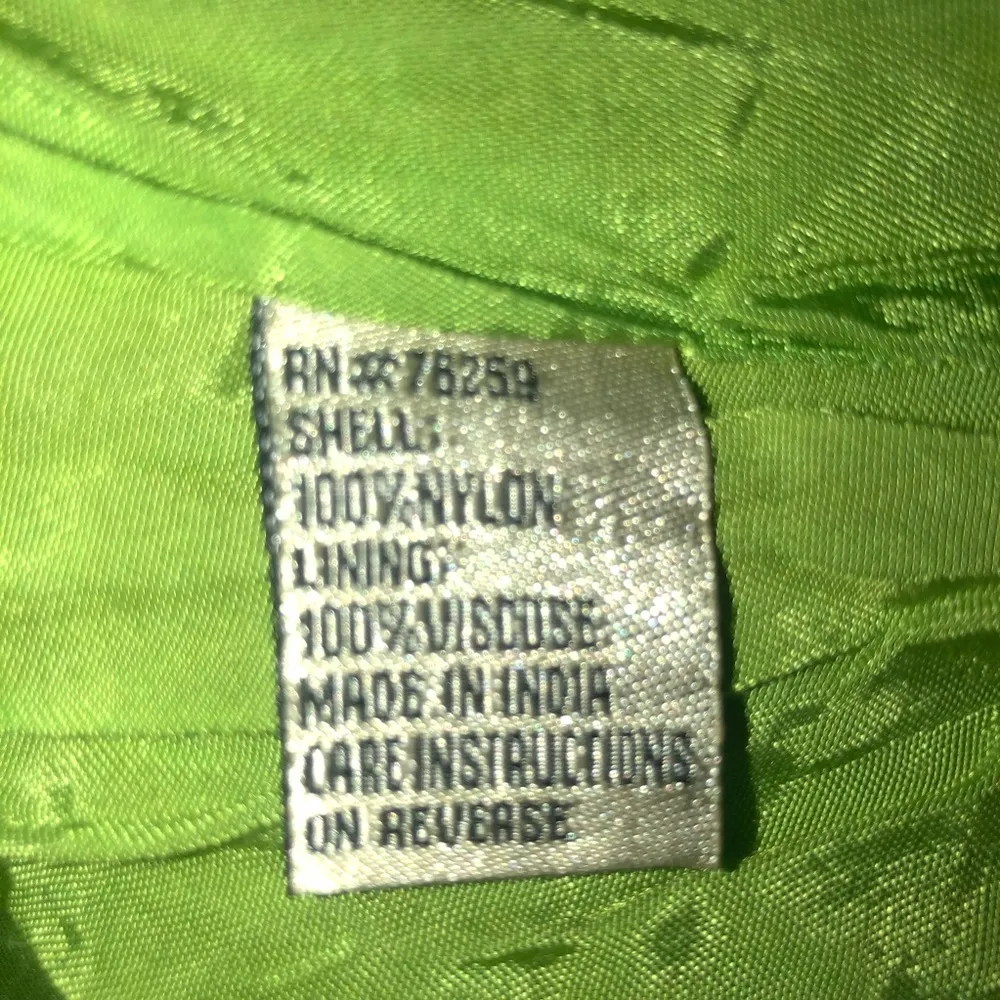 RN #76259
SHELL:
100%NYLON
LINING:
100%VISCOSE
MADE IN INDIA
CARE INSTRUCTIONS
ON REVERSE